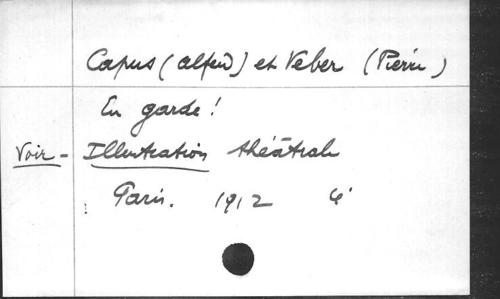 Capus (Alfred) et Veber (Pierre)
En garde !
Voir - Illustration théâtrale
Paris. 1912 4°